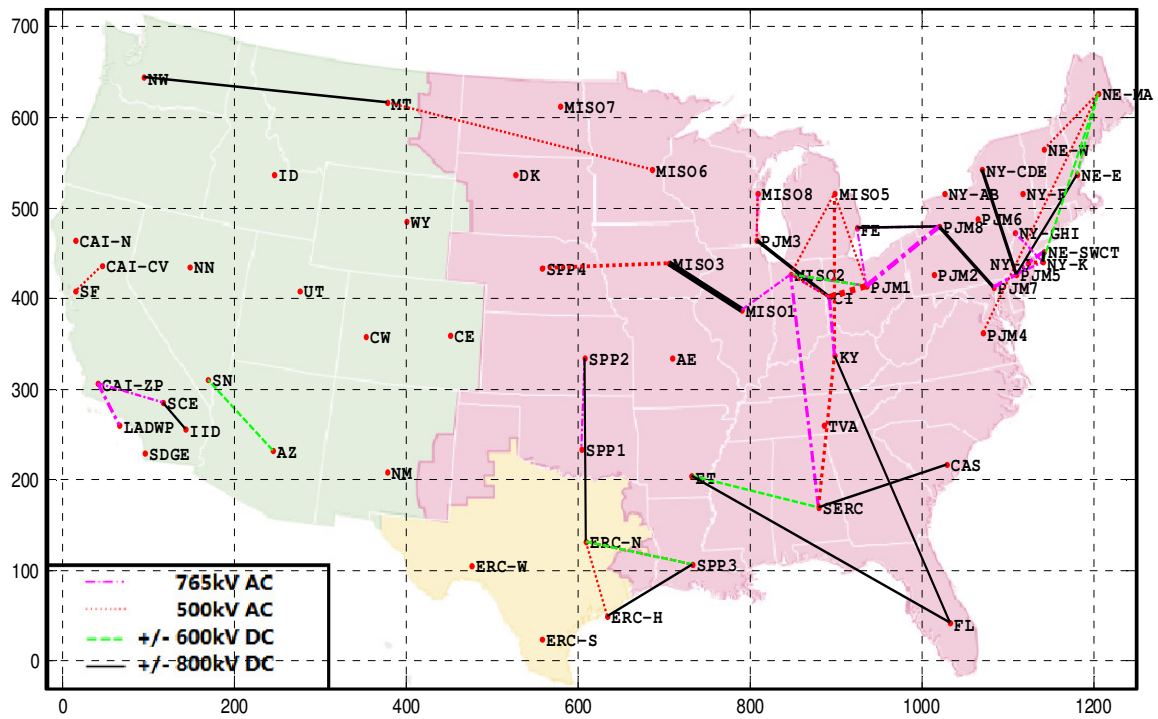 700
600
500
400
300
200
100
0
NW
MT
MISO7
NE-MA
NE-W
MISO6
NY-CDE
ID
DK
NE-E
MISO8
MISO5
NY-AB
NY-F
WY
PJM6
FE
PJM8
NY-GHI
CAI-N
PJM3
NE-SWCT
CAI-CV
NN
SPP4
MISO3
NY-K
MISO2
PJM2
PJM5
SF
UT
PJM1
PJM7
CI
MISO1
CW
CE
PJM4
SPP2
AE
KY
CAI-ZP
SN
SCE
LADWP
IID
TVA
SDGE
AZ
SPP1
CAS
NM
ET
SERC
ERC-N
ERC-W
SPP3
ERC-H
FL
ERC-S
765kV AC
500kV AC
+/- 600kV DC
+/- 800kV DC
0
200
400
600
800
1000
1200